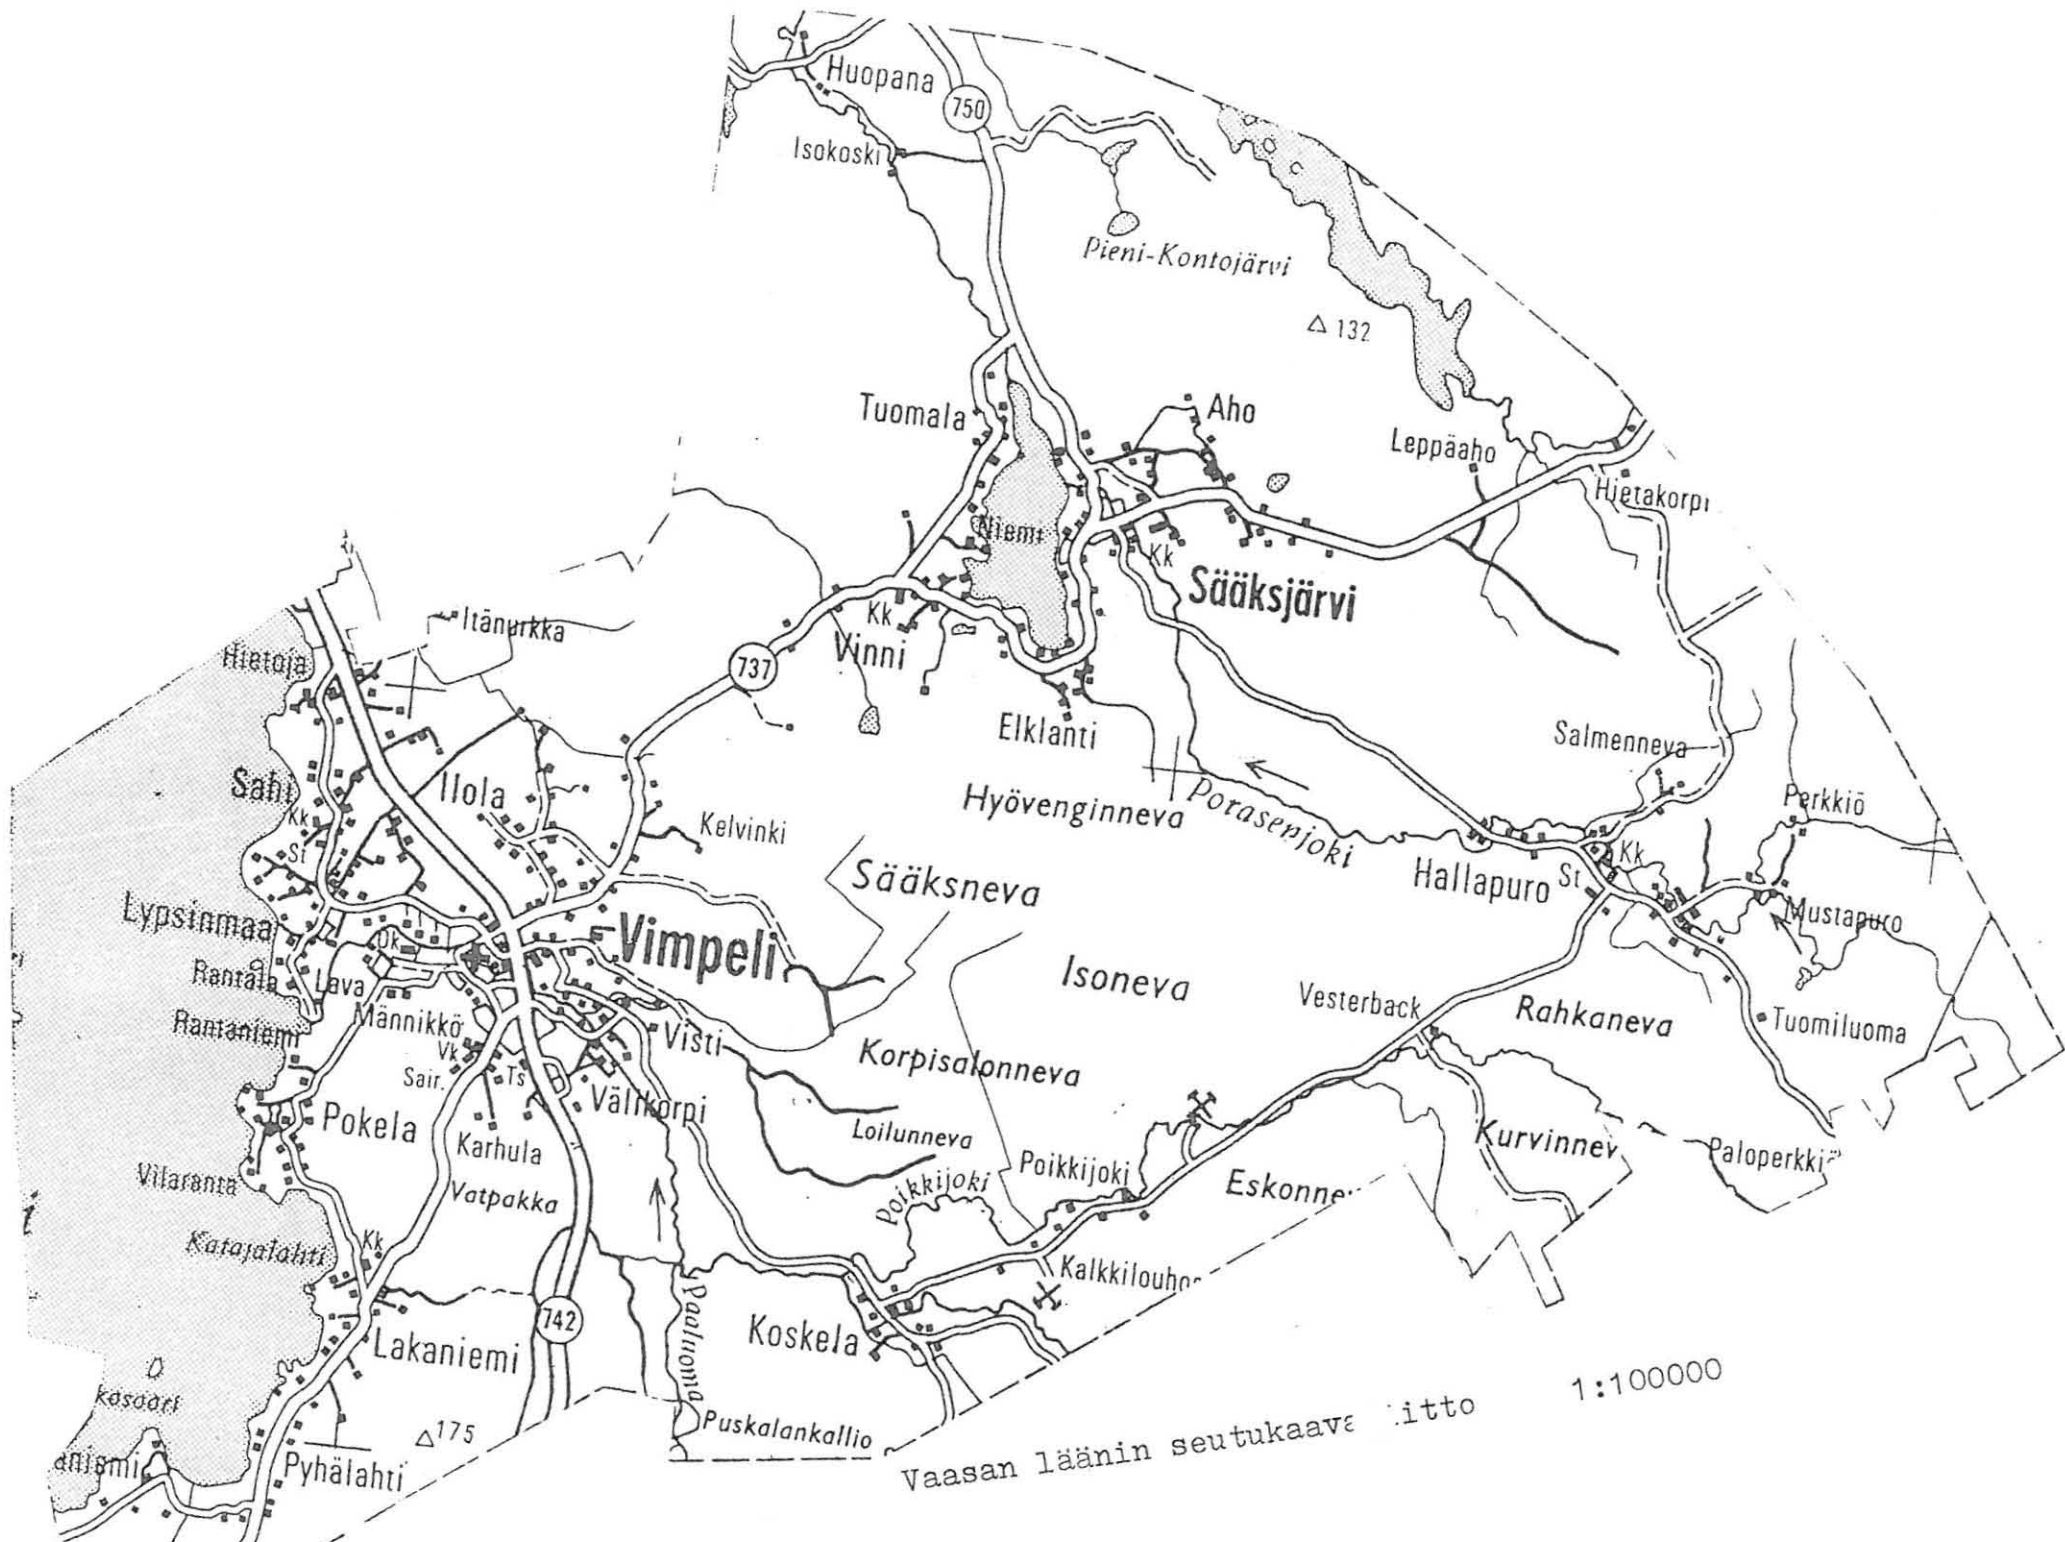 Huopana
750
Isokoski
Pieni-Kontojärvi
132
Tuomala
Aho
Leppäaho
Hietakorpi
Niemi
Kk
Sääksjärvi
Itänurkka
Kk
Vinni
Hietoja
737
Elklanti
Salmenneva
Sahi
Ilola
Hyövenginneva
Porasenjoki
Perkkiö
Kk
Kelvinki
St
Sääksneva
Hallapuro
St
Kk
Lypsinmaa
Vimpeli
Mustapuro
Rantala
Lava
Isoneva
Vesterback
Rahkaneva
Tuomiluoma
Rantaniemi
Männikkö
Visti
Korpisalonneva
Vk
Sair.
Ts
Pokela
Välikorpi
Loilunneva
Kurvinnev
Karhula
Poikkijoki
Paloperkki
Vilaranta
Vatpakka
Poikkijoki
Eskonne
Katajalahti
Kk
Kalkkilouho
742
Paaluoma
Lakaniemi
Koskela
kasaari
175
Puskalankallio
aniemi
Pyhälahti
Vaasan läänin seutukaava itto 1:100000